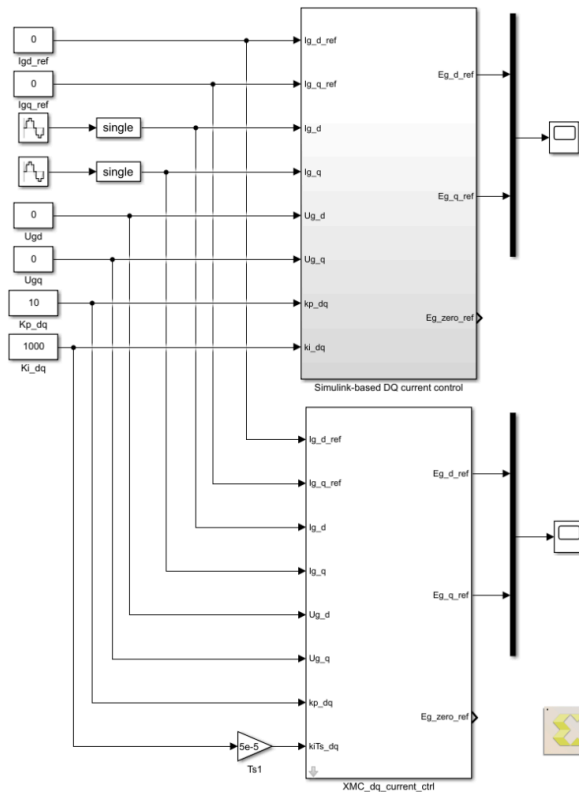 0
Igd_ref
0
Igq_ref
single
single
0
Ugd
0
Ugq
10
Kp_dq
1000
Ki_dq
Ig_d_ref
Ig_q_ref
Ig_d
Ig_q
Ug_d
Ug_q
kp_dq
ki_dq
Eg_d_ref
Eg_q_ref
Eg_zero_ref
Simulink-based DQ current control
Ig_d_ref
Ig_q_ref
Ig_d
Ig_q
Ug_d
Ug_q
kp_dq
kiTs_dq
Eg_d_ref
Eg_q_ref
Eg_zero_ref
5e-5
Ts1
XMC_dq_current_ctrl